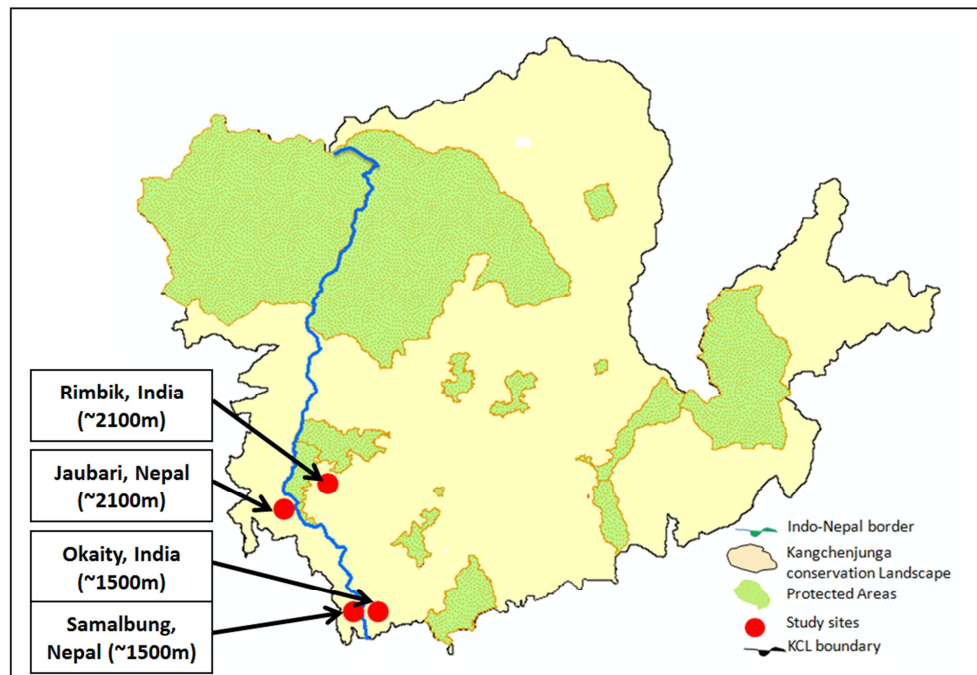 Rimbik, India
(~2100m)
Jaubari, Nepal
(~2100m)
Okaity, India
(~1500m)
Samalbung,
Nepal (~1500m)
Indo-Nepal border
Kangchenjunga
conservation Landscape
Protected Areas
Study sites
KCL boundary